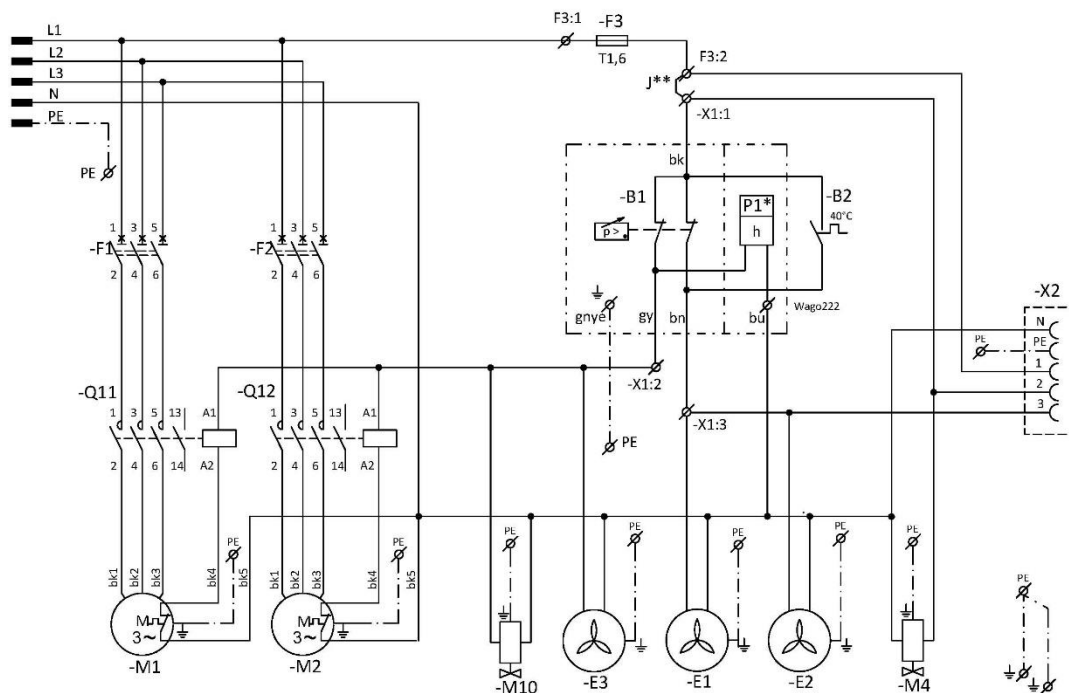 L1
L2
L3
N
PE
PE
F3:1
-F3
T1,6
F3:2
J**
-X1:1
bk
-B1
P1*
-B2
40°C
p >
h
1 3 5
-F1
2 4 6
1 3 5
-F2
2 4 6
Wago222
-X2
gnye
gy
bn
bu
N
PE
PE
1
2
3
-X1:2
-X1:3
PE
-Q11
1 3 5 13 A1
2 4 6 14 A2
-Q12
1 3 5 13 A1
2 4 6 14 A2
bk1
bk2
bk3
bk4
bk5
PE
bk1
bk2
bk3
bk4
bk5
PE
PE
PE
PE
PE
PE
PE
M
3~
M
3~
-M1
-M2
-M10
-E3
-E1
-E2
-M4